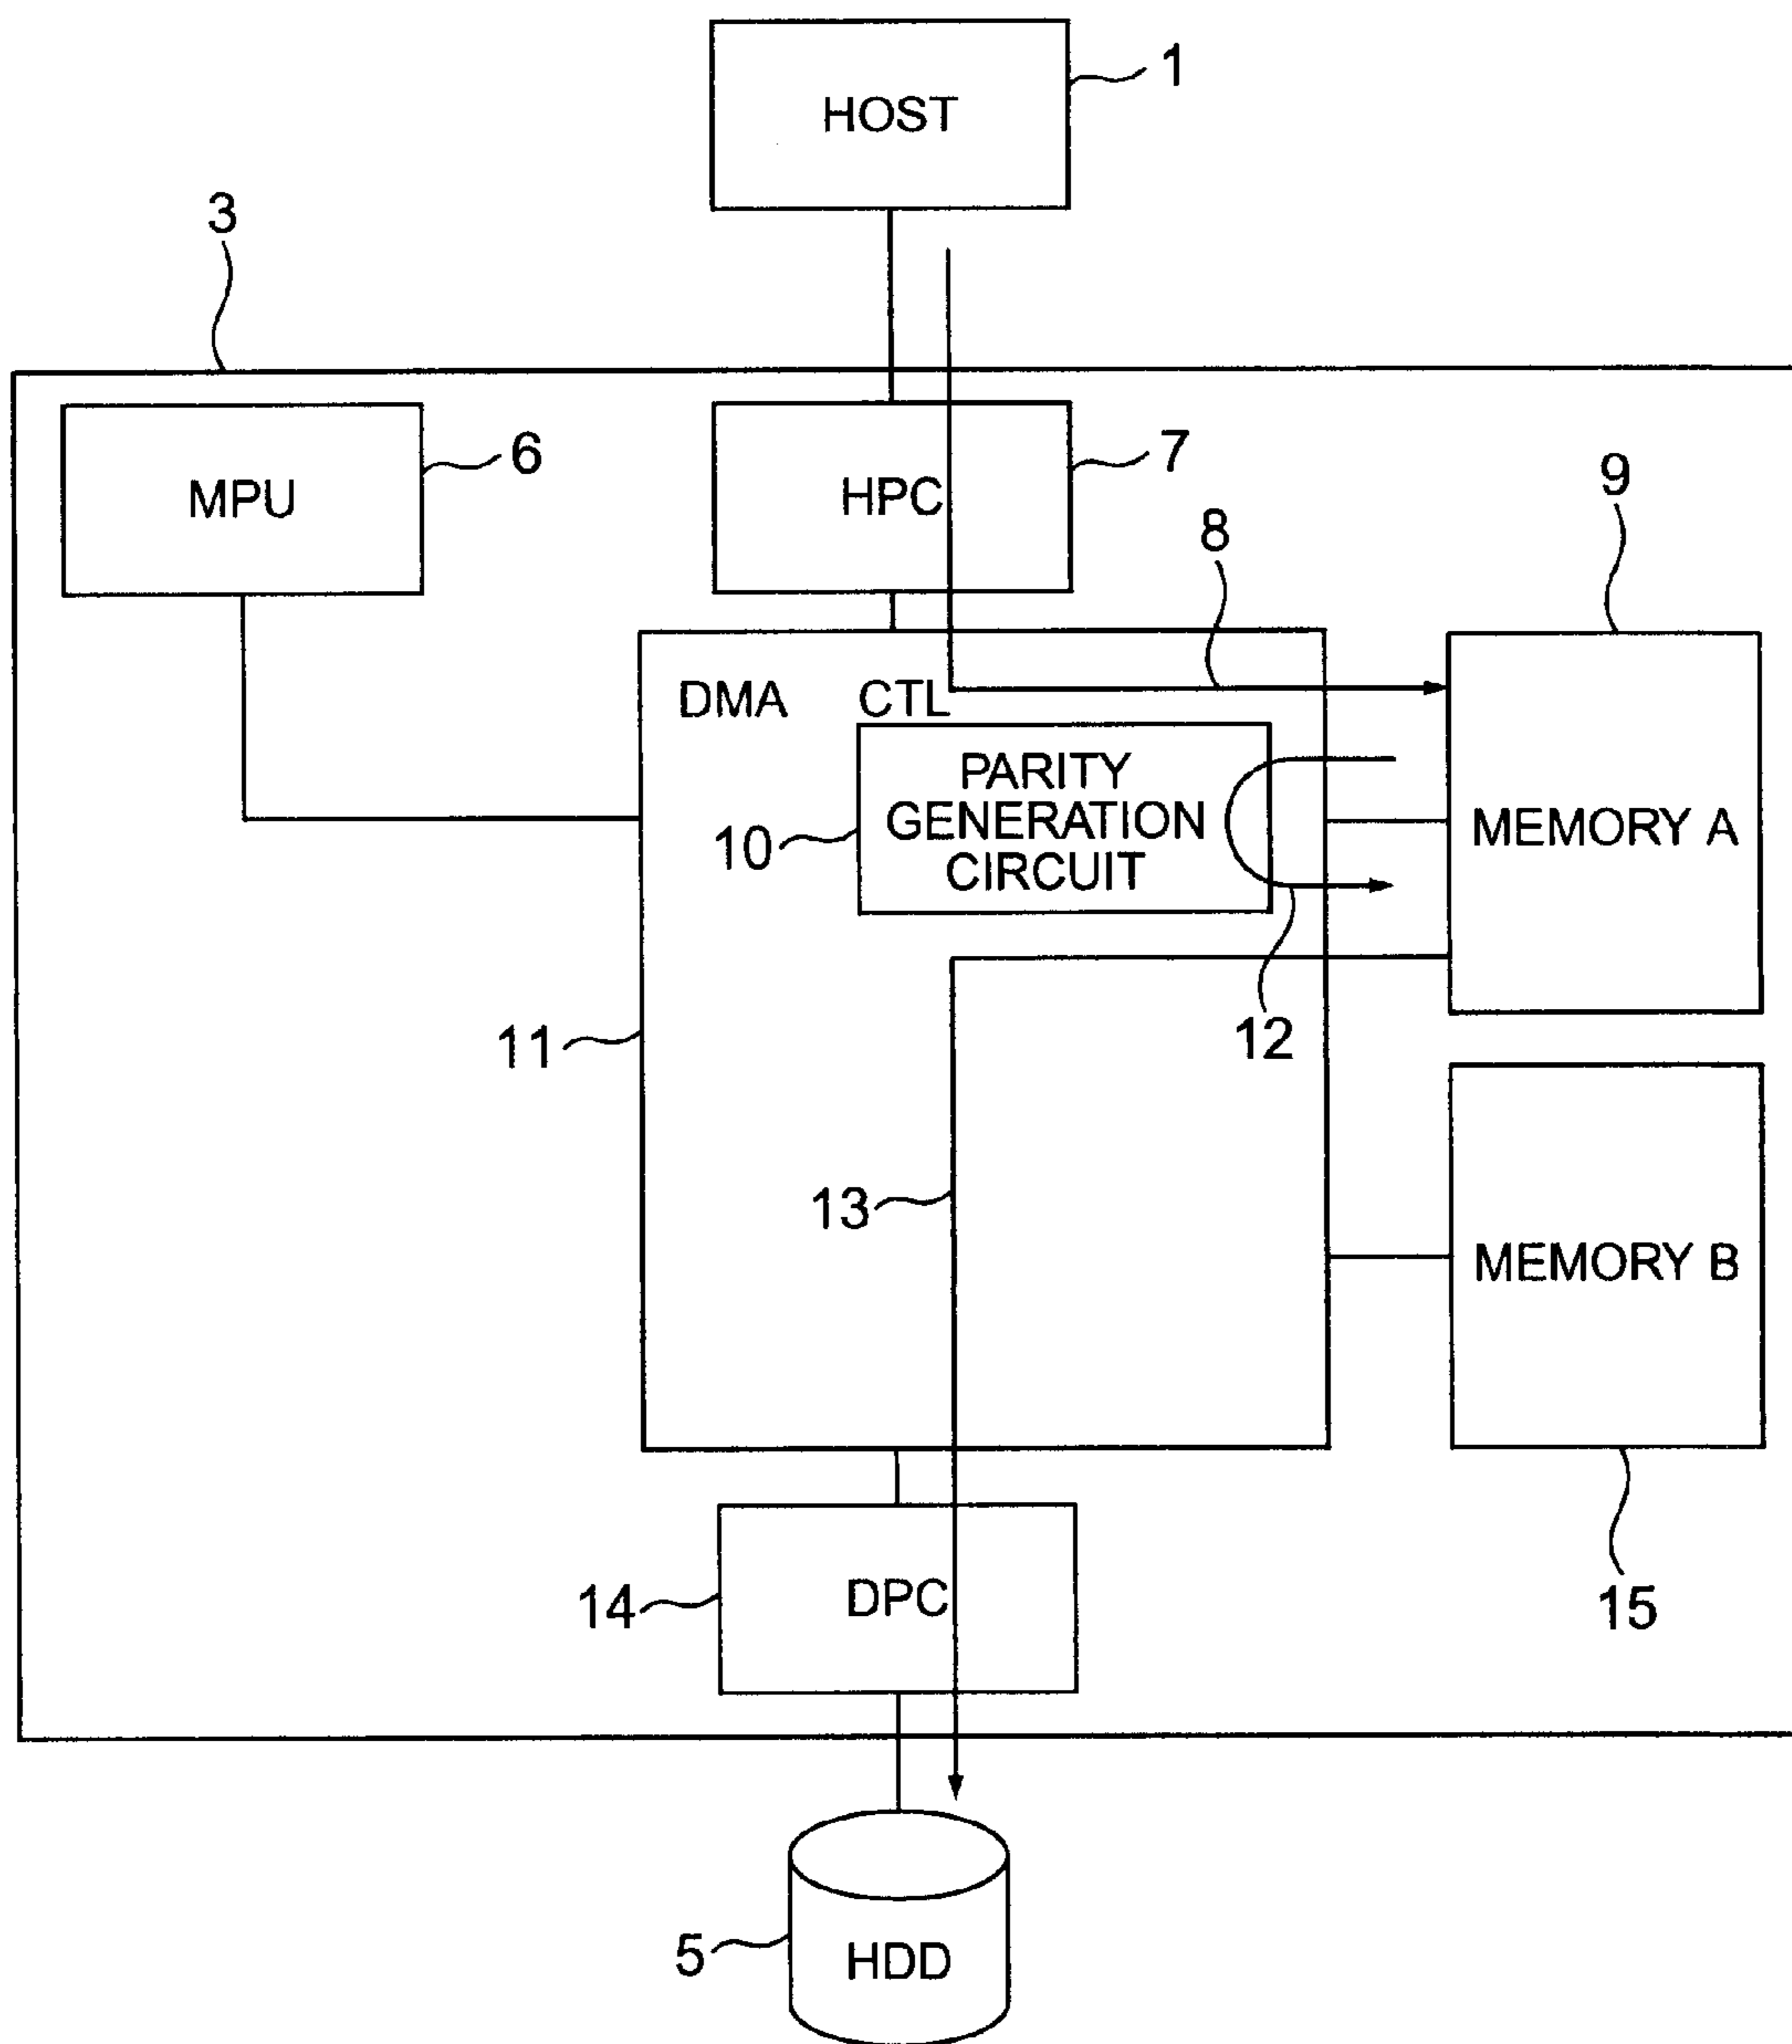 1
HOST
3
MPU
6
HPC
7
8
9
DMA CTL
PARITY
GENERATION
CIRCUIT
10
MEMORY A
12
11
13
MEMORY B
14
DPC
15
5
HDD